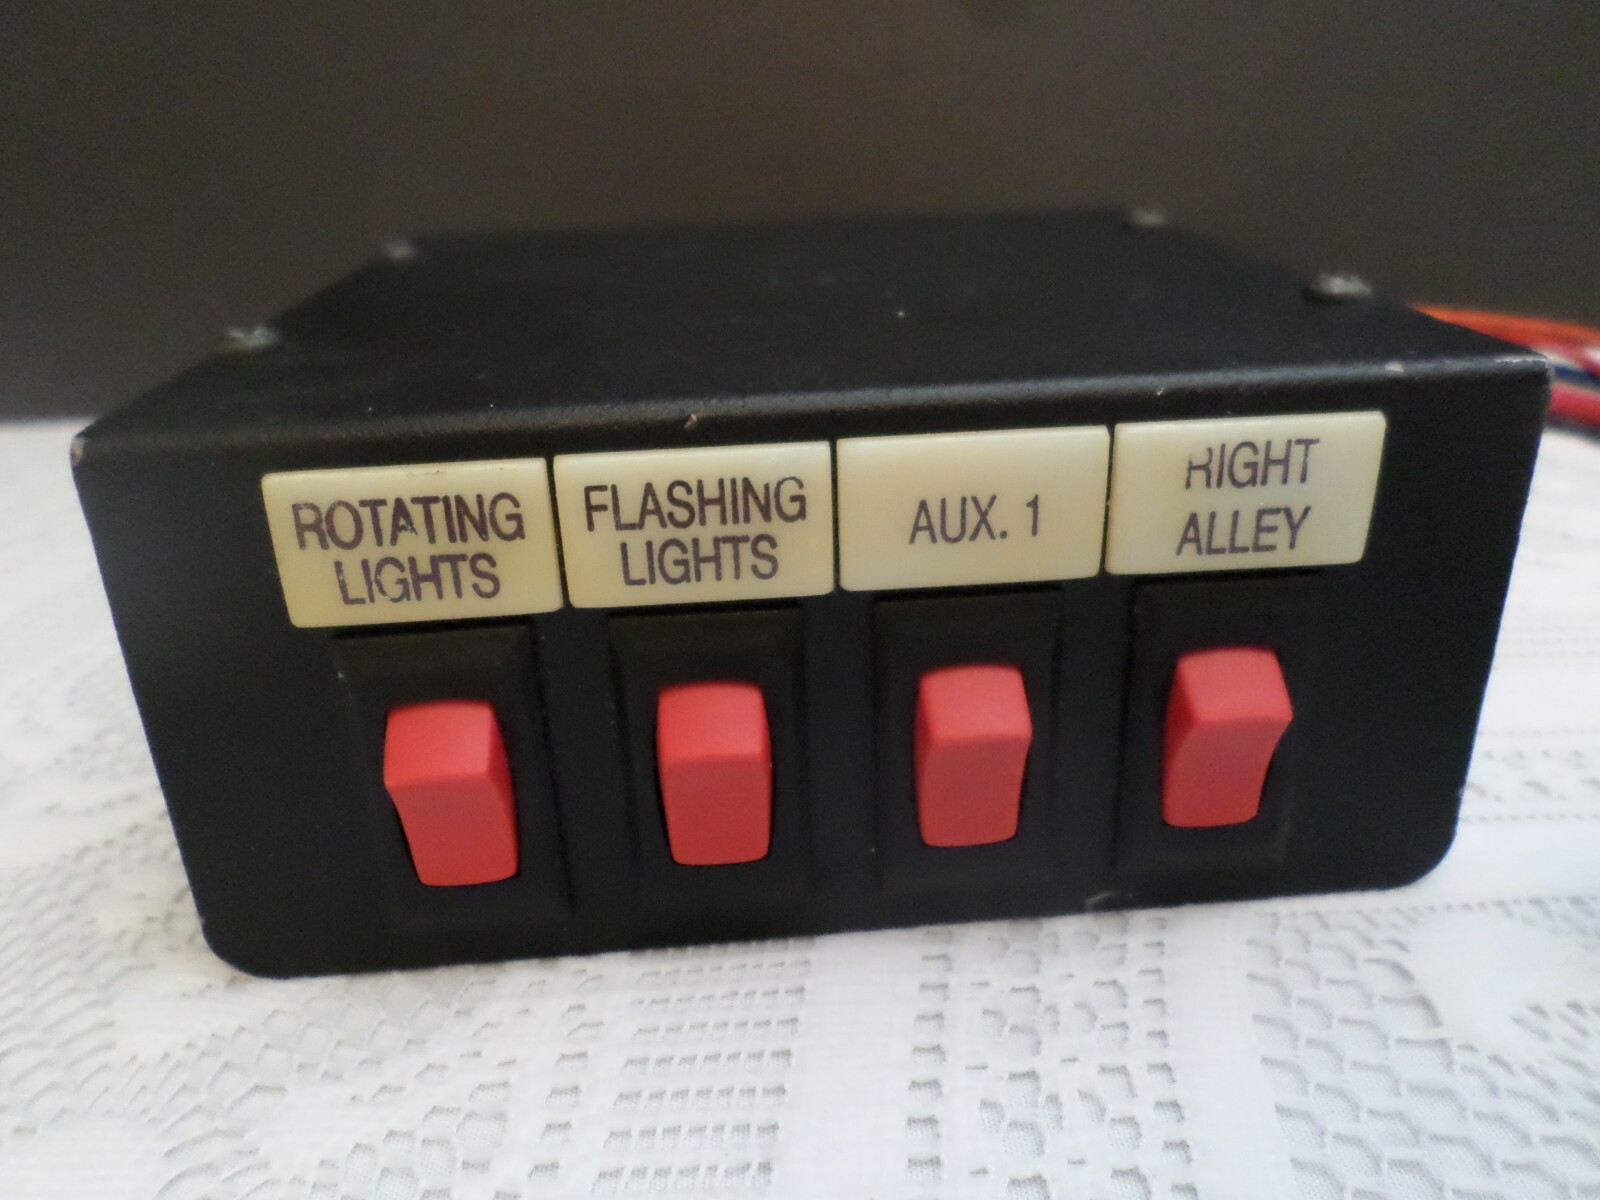 ROTATING
LIGHTS
FLASHING
LIGHTS
AUX. 1
RIGHT
ALLEY